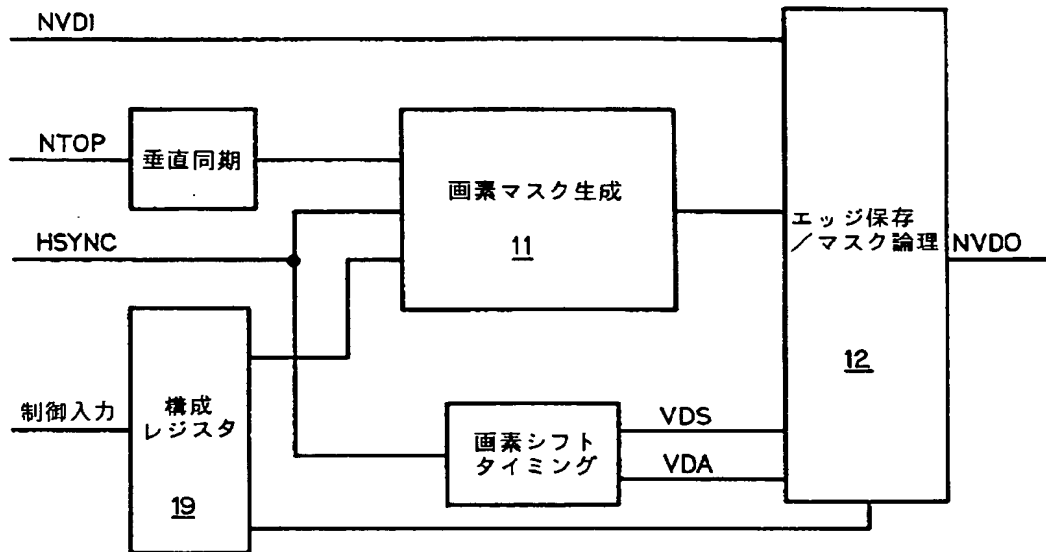 NVDI
NTOP
垂直同期
HSYNC
画素マスク生成
11
エッジ保存
／マスク論理
12
NVDO
制御入力
構成
レジスタ
19
画素シフト
タイミング
VDS
VDA